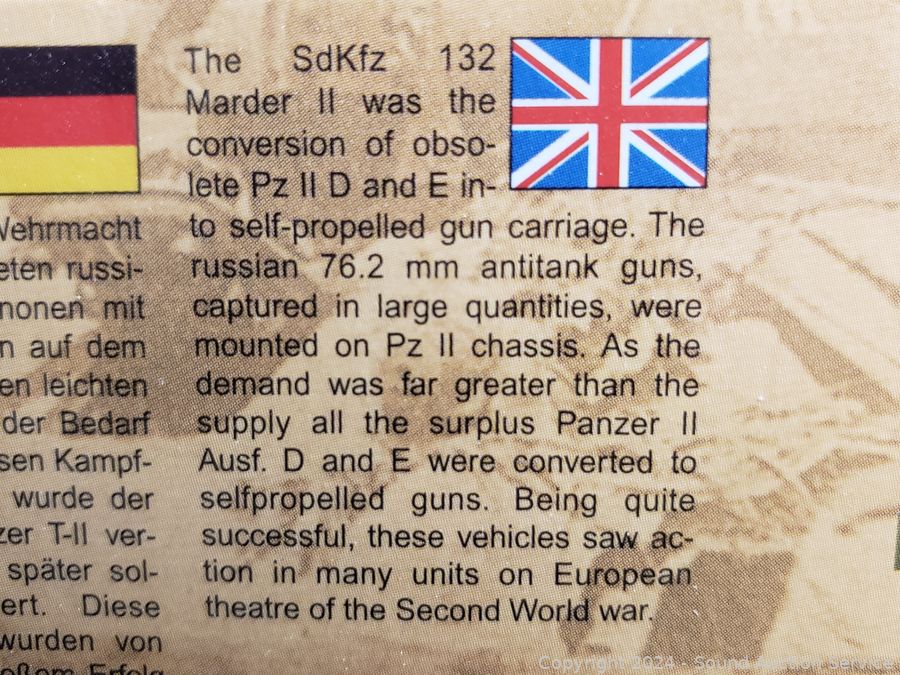 Wehrmacht
eten russi-
nonen mit
n auf dem
en leichten
der Bedarf
sen Kampf-
wurde der
zer T-II ver-
später sol-
ert. Diese
wurden von
oßem Erfolg
The SdKfz 132
Marder II was the
conversion of obso-
lete Pz II D and E in-
to self-propelled gun carriage. The
russian 76.2 mm antitank guns,
captured in large quantities, were
mounted on Pz II chassis. As the
demand was far greater than the
supply all the surplus Panzer II
Ausf. D and E were converted to
selfpropelled guns. Being quite
successful, these vehicles saw ac-
tion in many units on European
theatre of the Second World war.
Copyright 2024 - Sound Auction Service